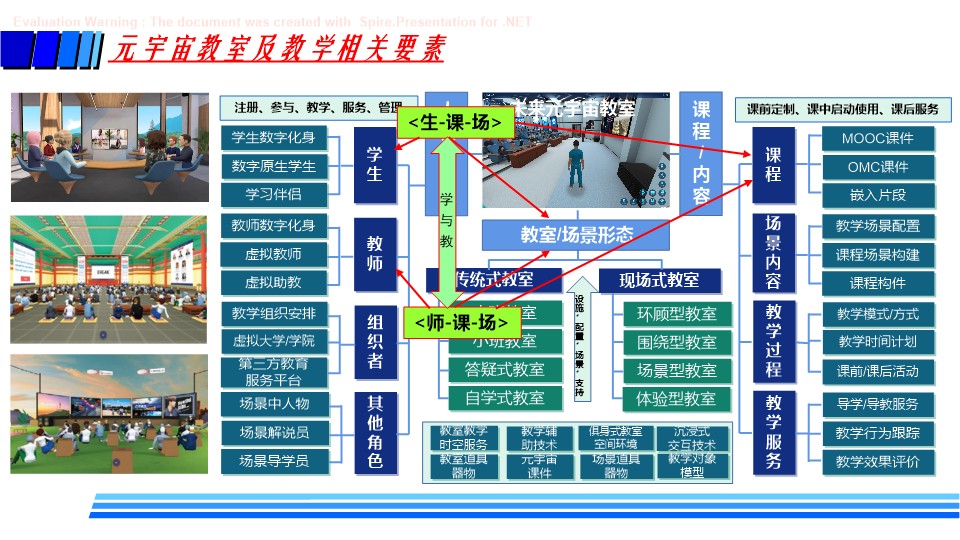 Evaluation Warning : The document was created with Spire.Presentation for .NET
元宇宙教室及教学相关要素
注册、参与、教学、服务、管理
学生数字化身
数字原生学生
学习伴侣
学生
教师数字化身
虚拟教师
虚拟助教
教师
教学组织安排
虚拟大学/学院
第三方教育
服务平台
组织者
场景中人物
场景解说员
场景导学员
其他角色
<生-课-场>
学与教
<师-课-场>
未来元宇宙教室
课程/内容
教室/场景形态
传统式教室
小班教室
答疑式教室
自学式教室
设施,配置,场景,支持
现场式教室
环顾型教室
围绕型教室
场景型教室
体验型教室
教室教学
时空服务
教学辅
助技术
俱身式教室
空间环境
沉浸式
交互技术
教室道具
器物
元宇宙
课件
场景道具
器物
教学对象
模型
课前定制、课中启动使用、课后服务
课程
MOOC课件
OMC课件
嵌入片段
场景内容
教学场景配置
课程场景构建
课程构件
教学过程
教学模式/方式
教学时间计划
课前/课后活动
教学服务
导学/导教服务
教学行为跟踪
教学效果评价